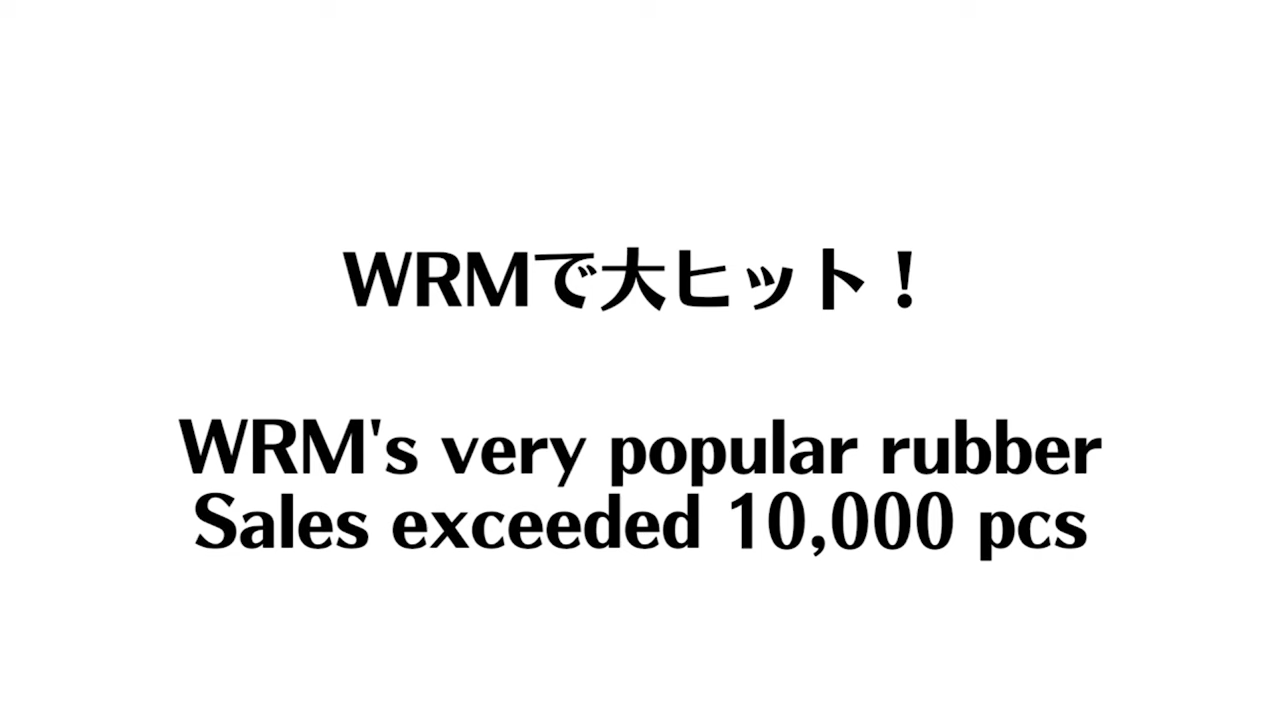 WRMで大ヒット！
WRM's very popular rubber
Sales exceeded 10,000 pcs